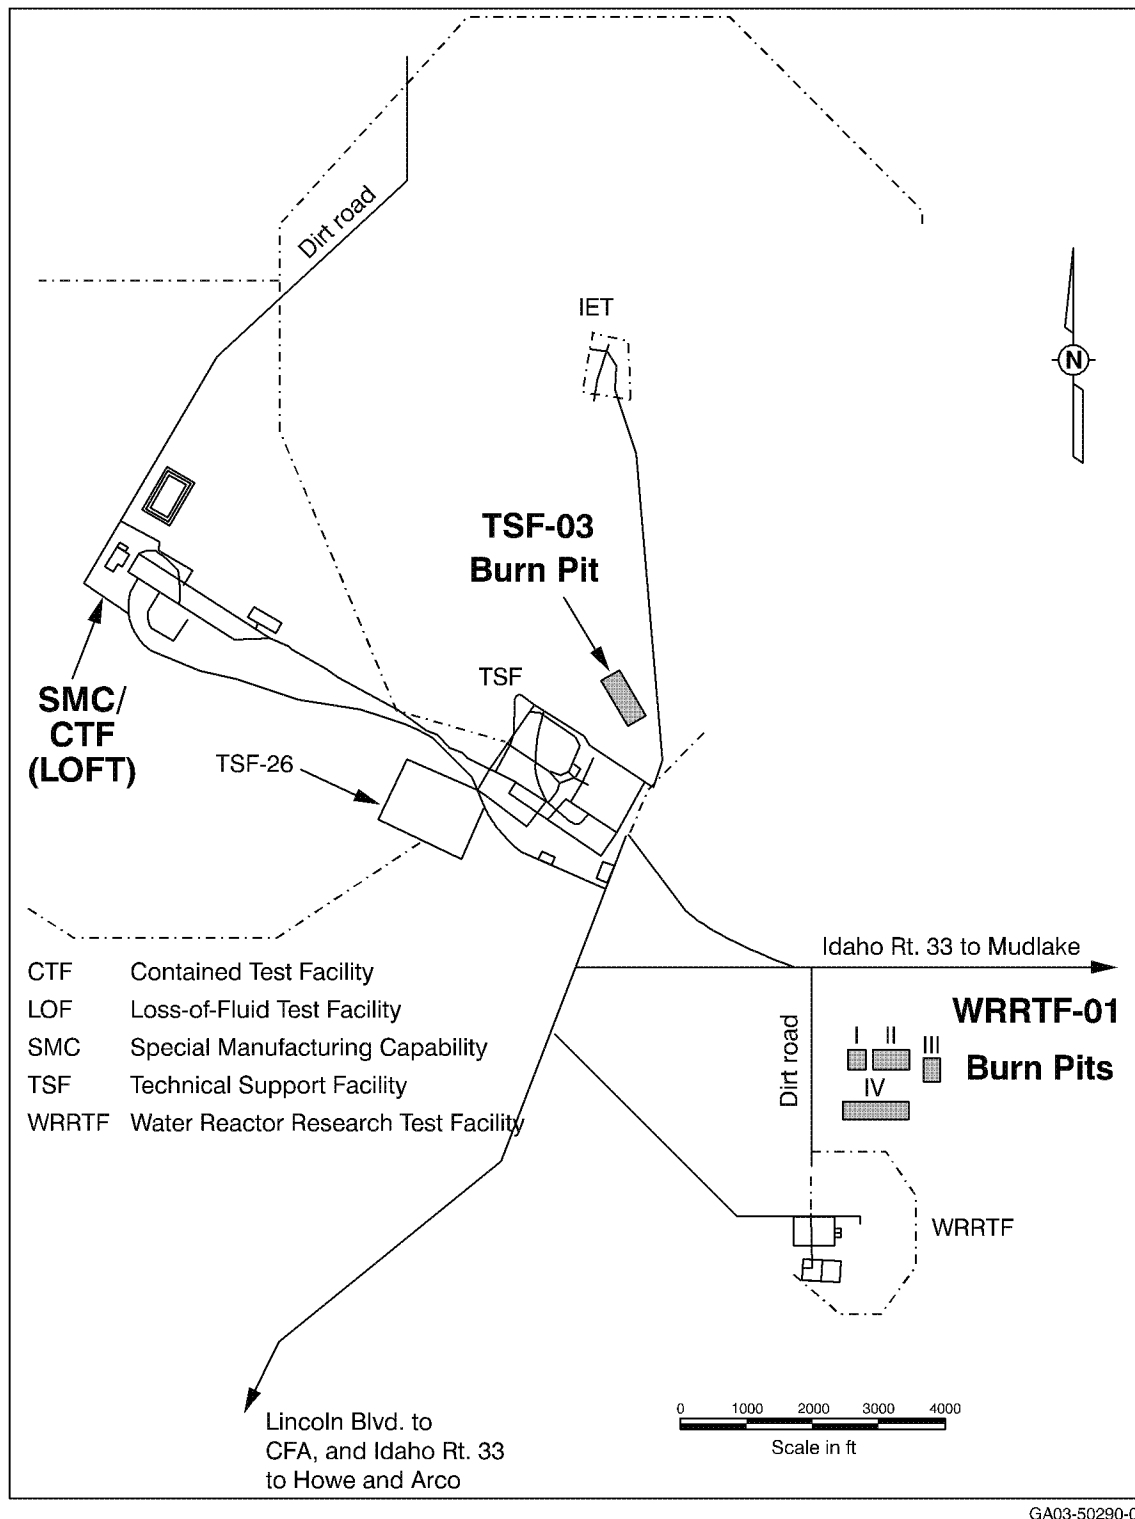 Dirt road
IET
N
TSF-03
Burn Pit
TSF
SMC/
CTF
(LOFT)
TSF-26
Idaho Rt. 33 to Mudlake
CTF Contained Test Facility
LOF Loss-of-Fluid Test Facility
SMC Special Manufacturing Capability
TSF Technical Support Facility
WRRTF Water Reactor Research Test Facility
Dirt road
WRRTF-01
Burn Pits
I II III
IV
WRRTF
Lincoln Blvd. to
CFA, and Idaho Rt. 33
to Howe and Arco
0 1000 2000 3000 4000
Scale in ft
GA03-50290-0